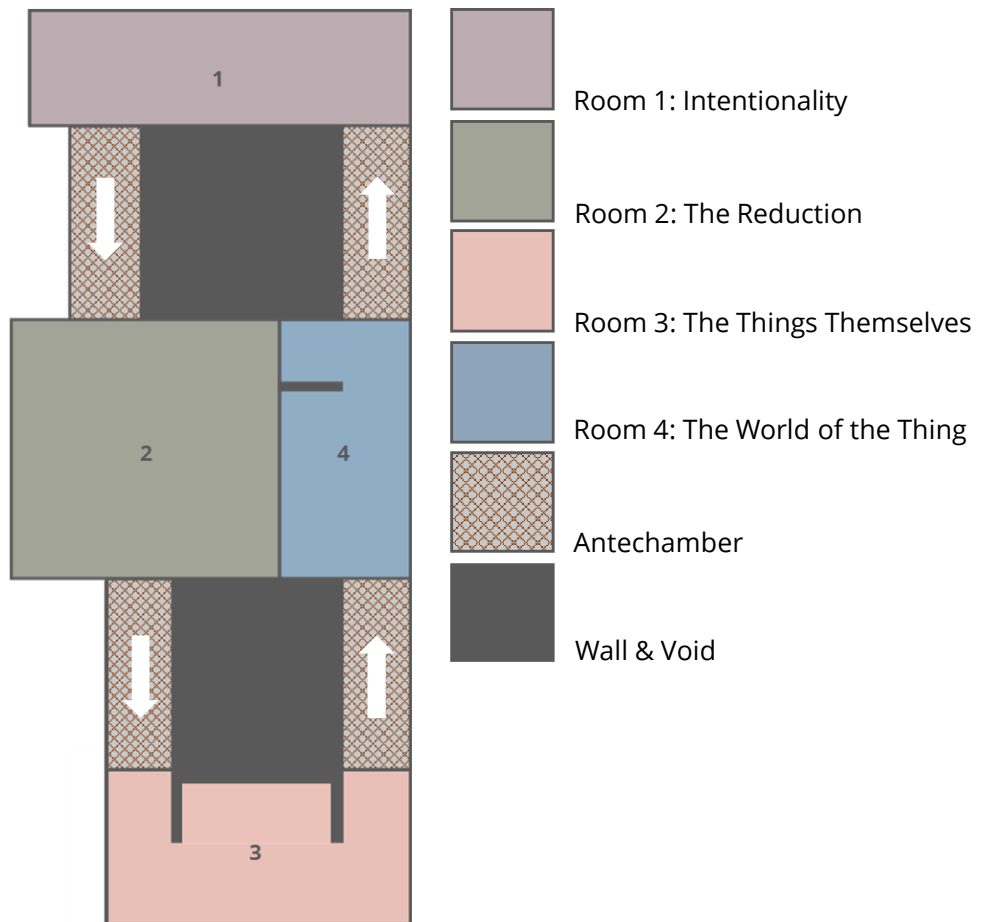 1
Room 1: Intentionality
Room 2: The Reduction
Room 3: The Things Themselves
2
4
Room 4: The World of the Thing
Antechamber
Wall & Void
3